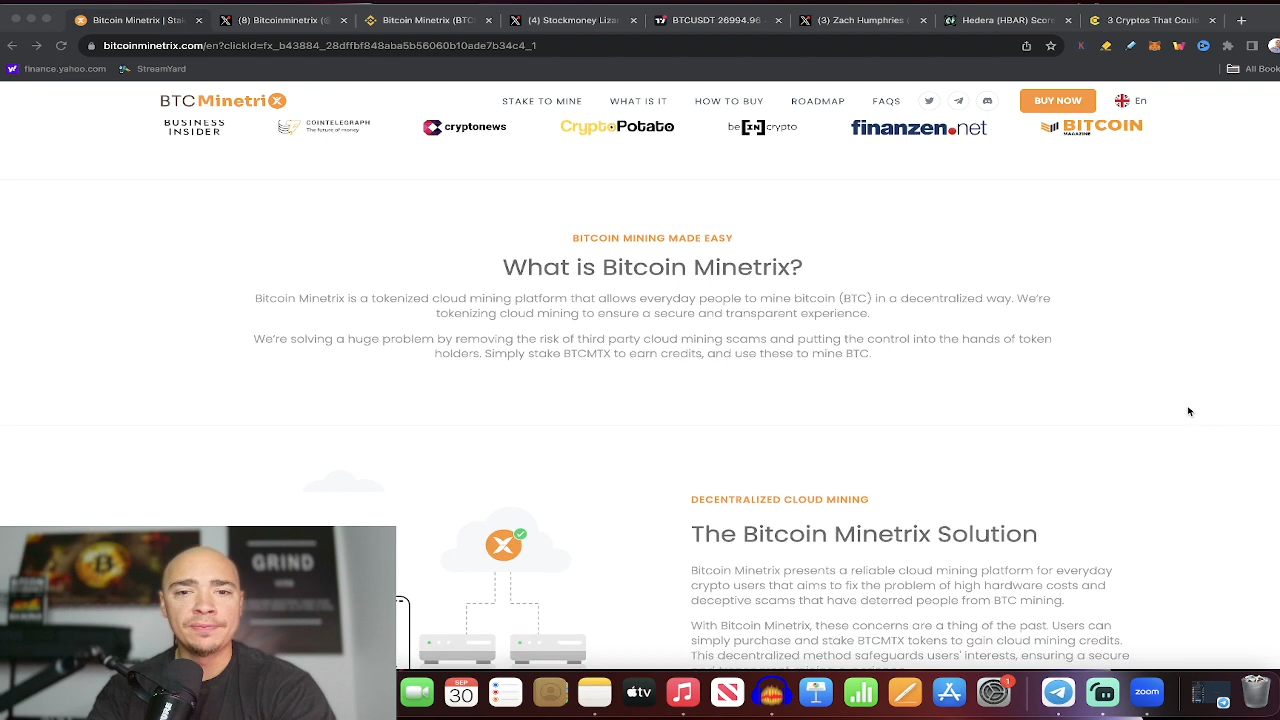 Bitcoin Minetrix | Stak
(8) Bitcoinminetrix (@
Bitcoin Minetrix (BTC
(4) Stockmoney Lizar
BTCUSDT 26994.96
(3) Zach Humphries (
Hedera (HBAR) Scor
3 Cryptos That Could
bitcoinminetrix.com/en?clickId=fx_b43884_28dffbf848aba5b56060b10ade7b34c4_1
finance.yahoo.com
StreamYard
All Book
BTC Minetrix
STAKE TO MINE
WHAT IS IT
HOW TO BUY
ROADMAP
FAQS
BUY NOW
En
BUSINESS
INSIDER
COINTELEGRAPH
The future of money
cryptonews
CryptoPotato
be[IN]crypto
finanzen.net
BITCOIN
MAGAZINE
BITCOIN MINING MADE EASY
What is Bitcoin Minetrix?
Bitcoin Minetrix is a tokenized cloud mining platform that allows everyday people to mine bitcoin (BTC) in a decentralized way. We're
tokenizing cloud mining to ensure a secure and transparent experience.
We're solving a huge problem by removing the risk of third party cloud mining scams and putting the control into the hands of token
holders. Simply stake BTCMTX to earn credits, and use these to mine BTC.
DECENTRALIZED CLOUD MINING
The Bitcoin Minetrix Solution
Bitcoin Minetrix presents a reliable cloud mining platform for everyday
crypto users that aims to fix the problem of high hardware costs and
deceptive scams that have deterred people from BTC mining.
With Bitcoin Minetrix, these concerns are a thing of the past. Users can
simply purchase and stake BTCMTX tokens to gain cloud mining credits.
This decentralized method safeguards users' interests, ensuring a secure
GRIND
SEP
30
tv
1
zoom